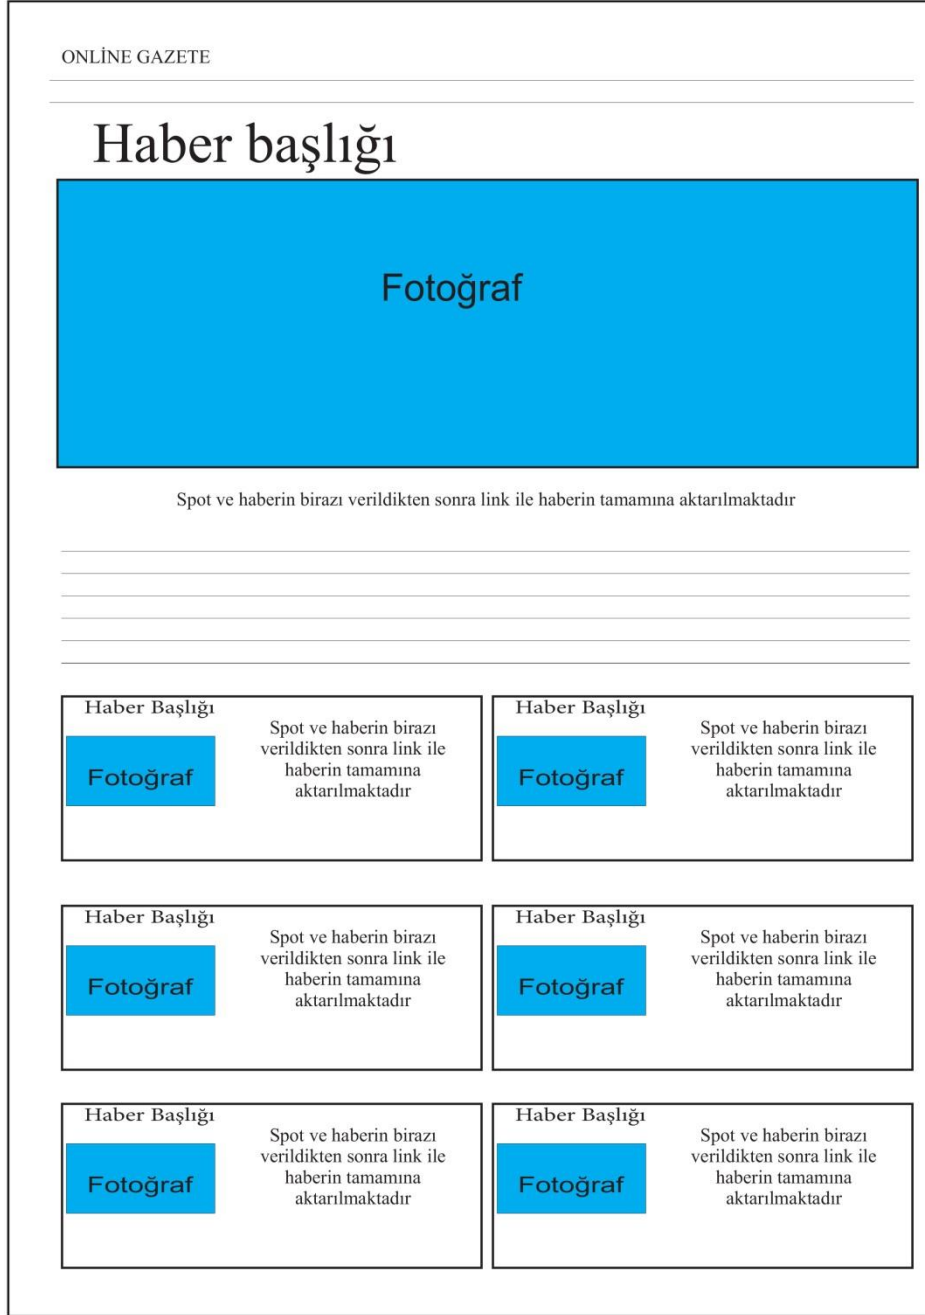 ONLİNE GAZETE
Haber başlığı
Fotoğraf
Spot ve haberin birazı verildikten sonra link ile haberin tamamına aktarılmaktadır
Haber Başlığı
Fotoğraf
Spot ve haberin birazı
verildikten sonra link ile
haberin tamamına
aktarılmaktadır
Haber Başlığı
Fotoğraf
Spot ve haberin birazı
verildikten sonra link ile
haberin tamamına
aktarılmaktadır
Haber Başlığı
Fotoğraf
Spot ve haberin birazı
verildikten sonra link ile
haberin tamamına
aktarılmaktadır
Haber Başlığı
Fotoğraf
Spot ve haberin birazı
verildikten sonra link ile
haberin tamamına
aktarılmaktadır
Haber Başlığı
Fotoğraf
Spot ve haberin birazı
verildikten sonra link ile
haberin tamamına
aktarılmaktadır
Haber Başlığı
Fotoğraf
Spot ve haberin birazı
verildikten sonra link ile
haberin tamamına
aktarılmaktadır